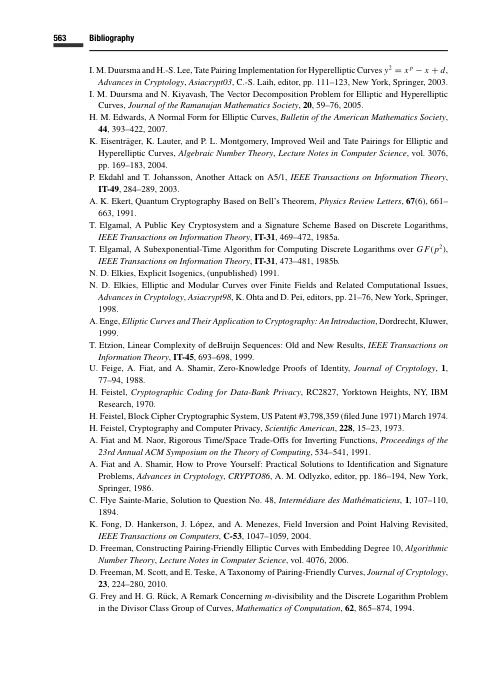 563 Bibliography
I. M. Duursma and H.-S. Lee, Tate Pairing Implementation for Hyperelliptic Curves y² = xᵖ − x + d,
Advances in Cryptology, Asiacrypt03, C.-S. Laih, editor, pp. 111–123, New York, Springer, 2003.
I. M. Duursma and N. Kiyavash, The Vector Decomposition Problem for Elliptic and Hyperelliptic
Curves, Journal of the Ramanujan Mathematics Society, 20, 59–76, 2005.
H. M. Edwards, A Normal Form for Elliptic Curves, Bulletin of the American Mathematics Society,
44, 393–422, 2007.
K. Eisenträger, K. Lauter, and P. L. Montgomery, Improved Weil and Tate Pairings for Elliptic and
Hyperelliptic Curves, Algebraic Number Theory, Lecture Notes in Computer Science, vol. 3076,
pp. 169–183, 2004.
P. Ekdahl and T. Johansson, Another Attack on A5/1, IEEE Transactions on Information Theory,
IT-49, 284–289, 2003.
A. K. Ekert, Quantum Cryptography Based on Bell's Theorem, Physics Review Letters, 67(6), 661–
663, 1991.
T. Elgamal, A Public Key Cryptosystem and a Signature Scheme Based on Discrete Logarithms,
IEEE Transactions on Information Theory, IT-31, 469–472, 1985a.
T. Elgamal, A Subexponential-Time Algorithm for Computing Discrete Logarithms over GF(p²),
IEEE Transactions on Information Theory, IT-31, 473–481, 1985b.
N. D. Elkies, Explicit Isogenics, (unpublished) 1991.
N. D. Elkies, Elliptic and Modular Curves over Finite Fields and Related Computational Issues,
Advances in Cryptology, Asiacrypt98, K. Ohta and D. Pei, editors, pp. 21–76, New York, Springer,
1998.
A. Enge, Elliptic Curves and Their Application to Cryptography: An Introduction, Dordrecht, Kluwer,
1999.
T. Etzion, Linear Complexity of deBruijn Sequences: Old and New Results, IEEE Transactions on
Information Theory, IT-45, 693–698, 1999.
U. Feige, A. Fiat, and A. Shamir, Zero-Knowledge Proofs of Identity, Journal of Cryptology, 1,
77–94, 1988.
H. Feistel, Cryptographic Coding for Data-Bank Privacy, RC2827, Yorktown Heights, NY, IBM
Research, 1970.
H. Feistel, Block Cipher Cryptographic System, US Patent #3,798,359 (filed June 1971) March 1974.
H. Feistel, Cryptography and Computer Privacy, Scientific American, 228, 15–23, 1973.
A. Fiat and M. Naor, Rigorous Time/Space Trade-Offs for Inverting Functions, Proceedings of the
23rd Annual ACM Symposium on the Theory of Computing, 534–541, 1991.
A. Fiat and A. Shamir, How to Prove Yourself: Practical Solutions to Identification and Signature
Problems, Advances in Cryptology, CRYPTO86, A. M. Odlyzko, editor, pp. 186–194, New York,
Springer, 1986.
C. Flye Sainte-Marie, Solution to Question No. 48, Intermédiare des Mathématiciens, 1, 107–110,
1894.
K. Fong, D. Hankerson, J. López, and A. Menezes, Field Inversion and Point Halving Revisited,
IEEE Transactions on Computers, C-53, 1047–1059, 2004.
D. Freeman, Constructing Pairing-Friendly Elliptic Curves with Embedding Degree 10, Algorithmic
Number Theory, Lecture Notes in Computer Science, vol. 4076, 2006.
D. Freeman, M. Scott, and E. Teske, A Taxonomy of Pairing-Friendly Curves, Journal of Cryptology,
23, 224–280, 2010.
G. Frey and H. G. Rück, A Remark Concerning m-divisibility and the Discrete Logarithm Problem
in the Divisor Class Group of Curves, Mathematics of Computation, 62, 865–874, 1994.